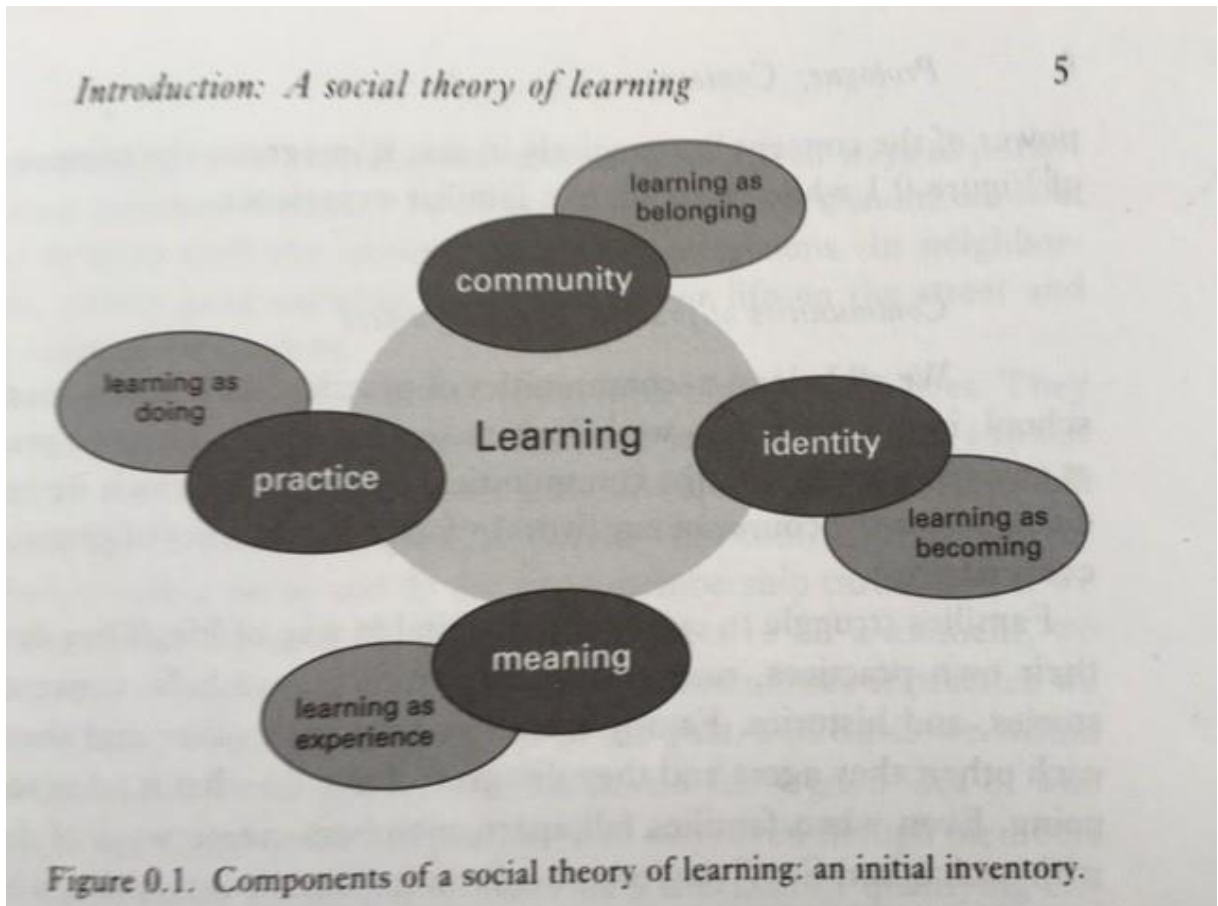 Introduction: A social theory of learning
5
learning as
belonging
community
learning as
doing
practice
Learning
identity
learning as
becoming
meaning
learning as
experience
Figure 0.1. Components of a social theory of learning: an initial inventory.